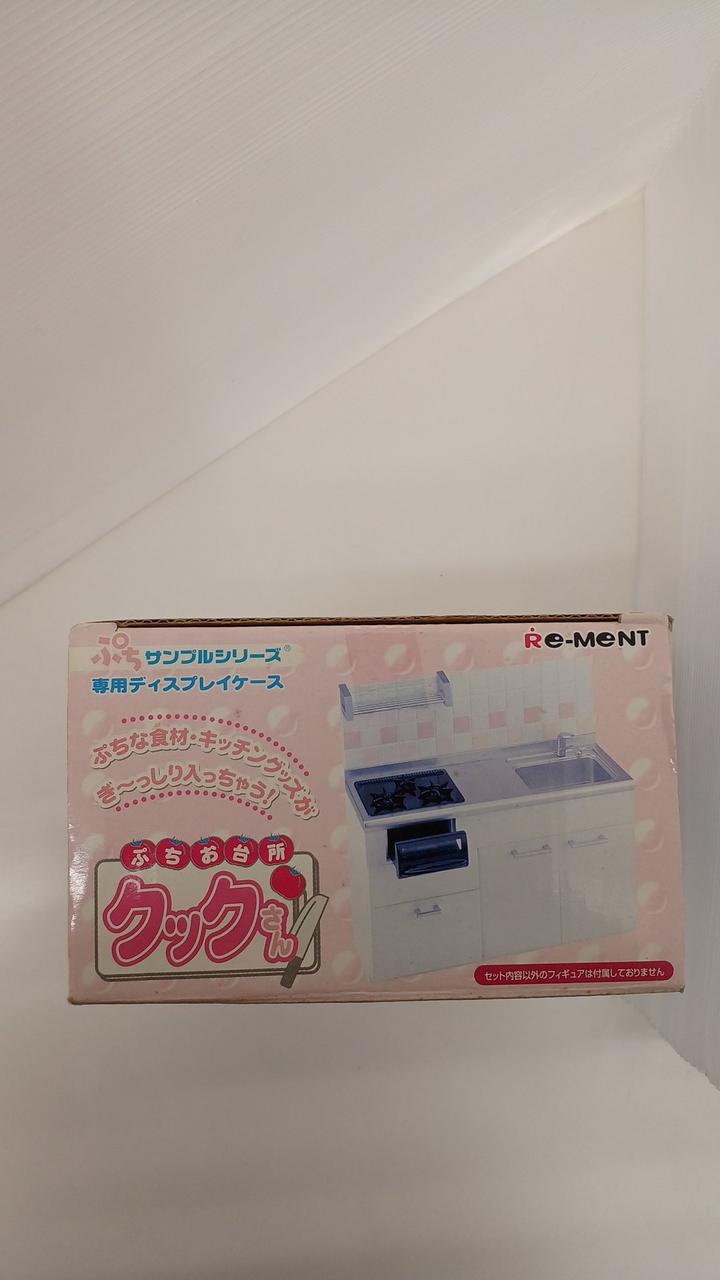 ぷちサンプルシリーズ®
専用ディスプレイケース
Re-MeNT
ぷちな食材・キッチングッズが
ぎ〜っしり入っちゃう!
ぷちお台所
クックさん
セット内容以外のフィギュアは付属しておりません